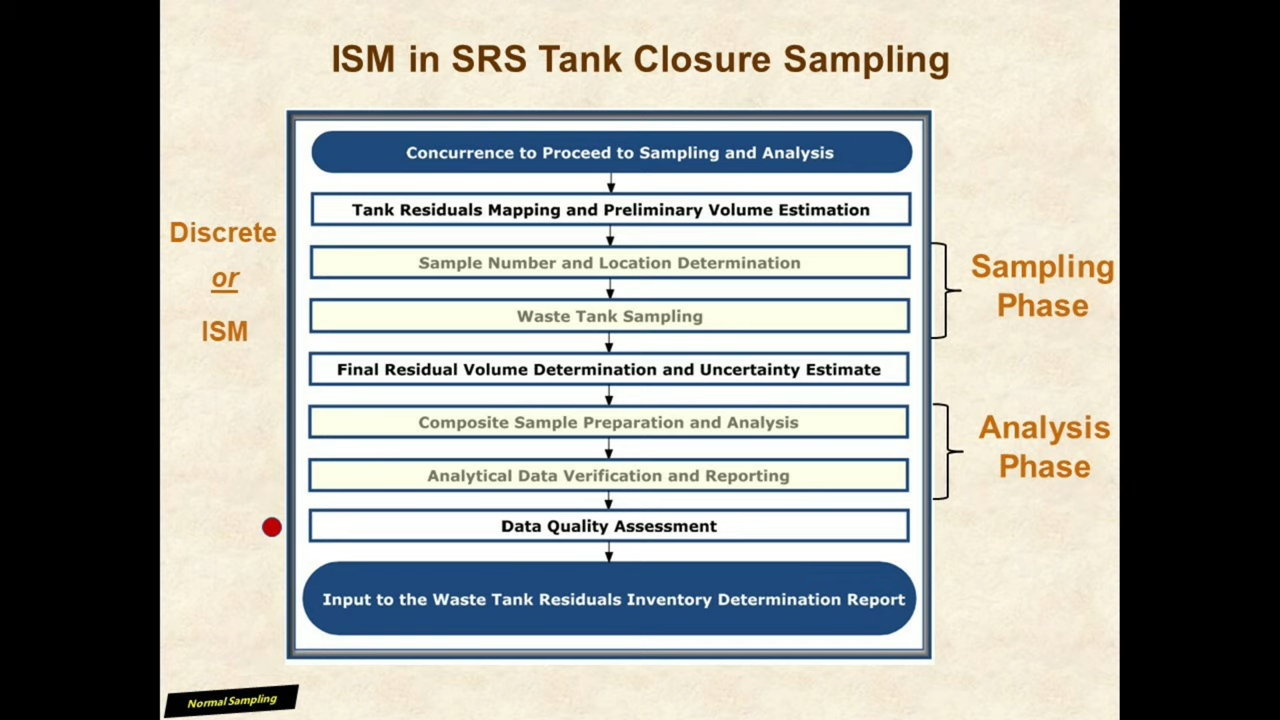 ISM in SRS Tank Closure Sampling
Concurrence to Proceed to Sampling and Analysis
Tank Residuals Mapping and Preliminary Volume Estimation
Sample Number and Location Determination
Waste Tank Sampling
Final Residual Volume Determination and Uncertainty Estimate
Composite Sample Preparation and Analysis
Analytical Data Verification and Reporting
Data Quality Assessment
Input to the Waste Tank Residuals Inventory Determination Report
Discrete
or
ISM
Sampling
Phase
Analysis
Phase
Normal Sampling